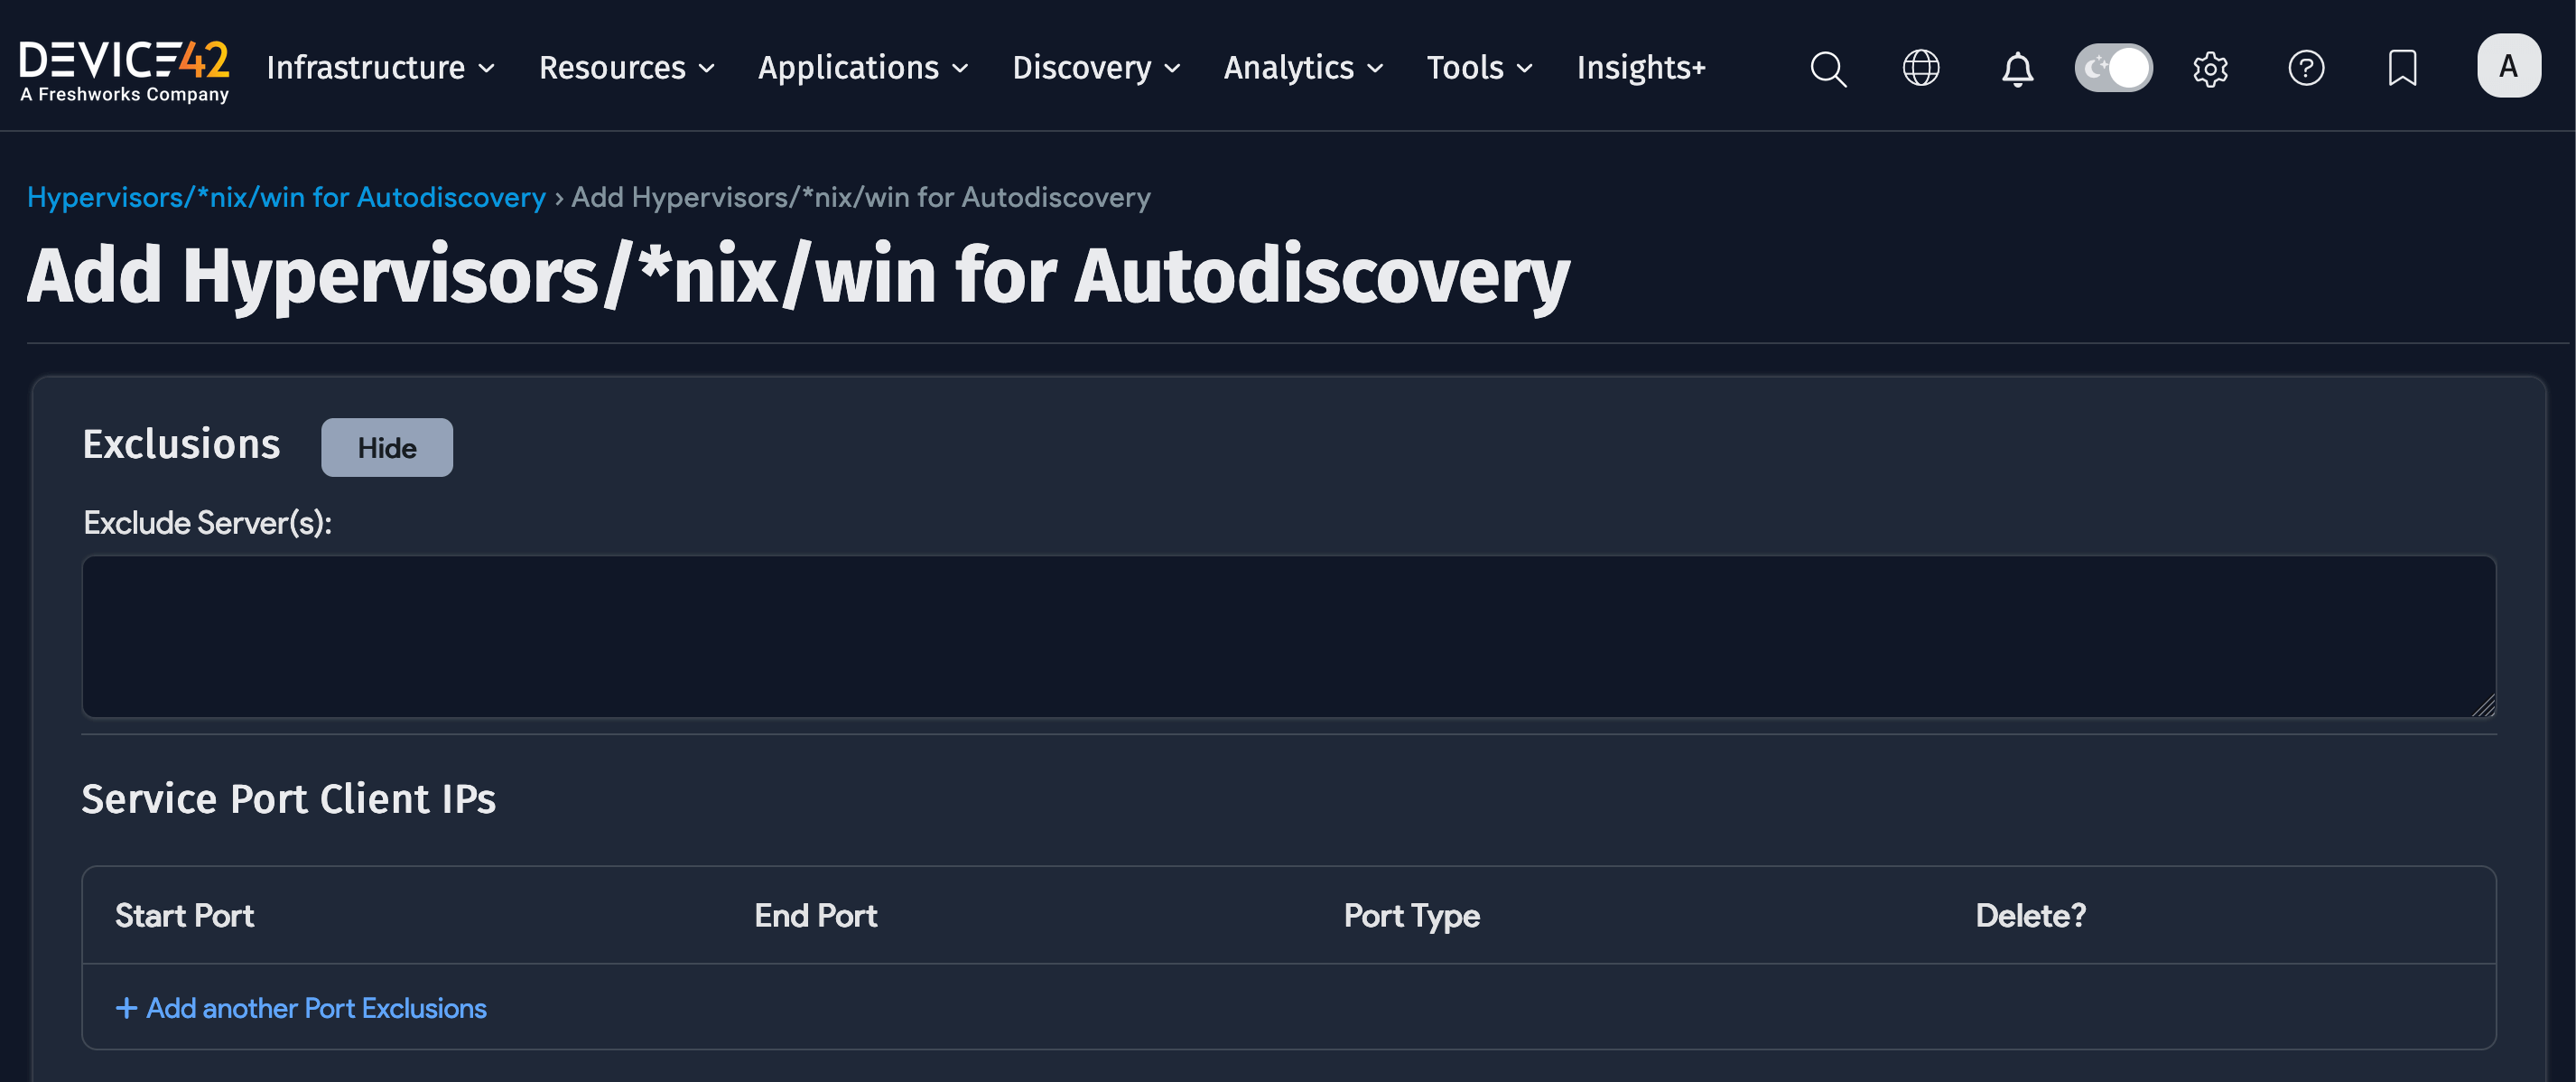 DEVICE42
A Freshworks Company
Infrastructure Resources Applications Discovery Analytics Tools Insights+ A
Hypervisors/*nix/win for Autodiscovery › Add Hypervisors/*nix/win for Autodiscovery
Add Hypervisors/*nix/win for Autodiscovery
Exclusions Hide
Exclude Server(s):
Service Port Client IPs
Start Port End Port Port Type Delete?
+ Add another Port Exclusions